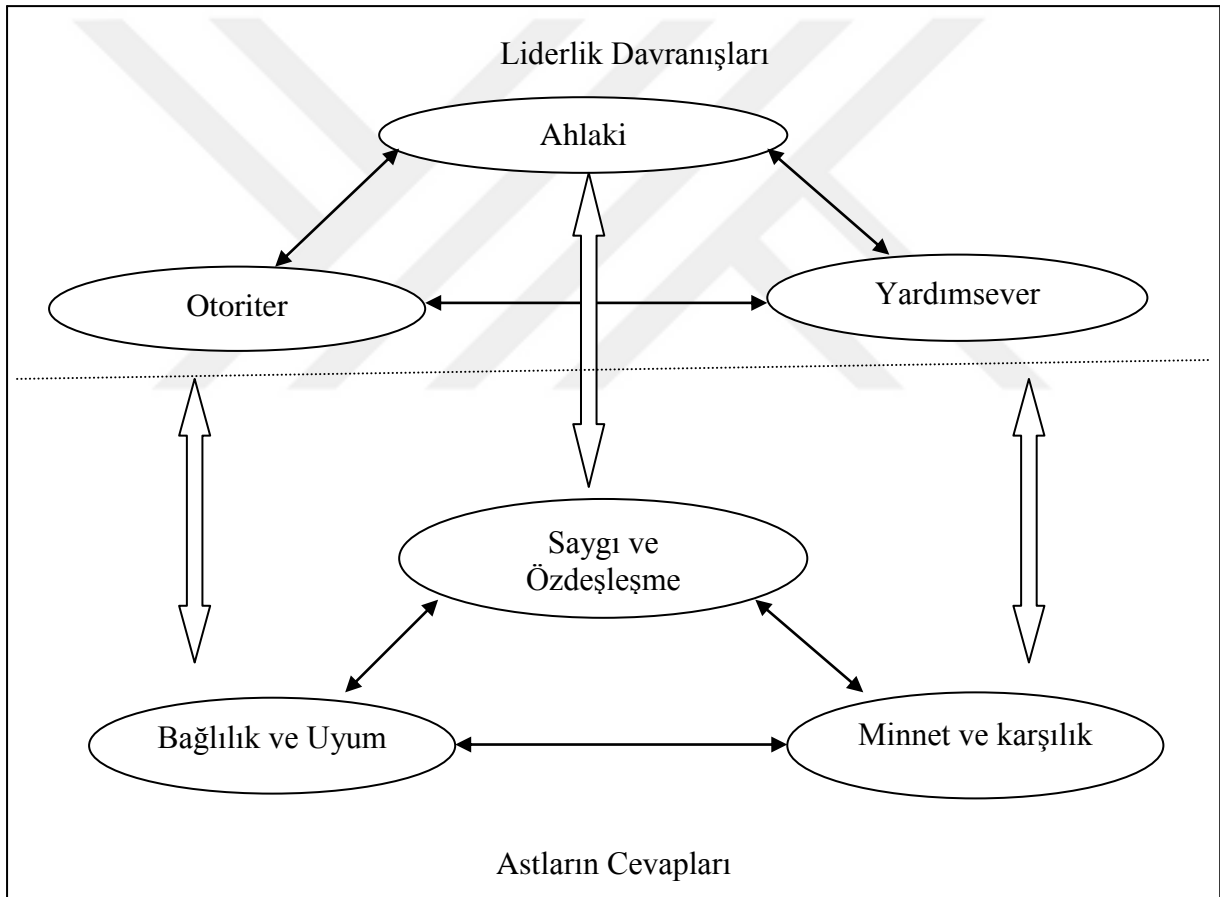 Liderlik Davranışları
Ahlaki
Otoriter
Yardımsever
Saygı ve
Özdeşleşme
Bağlılık ve Uyum
Minnet ve karşılık
Astların Cevapları